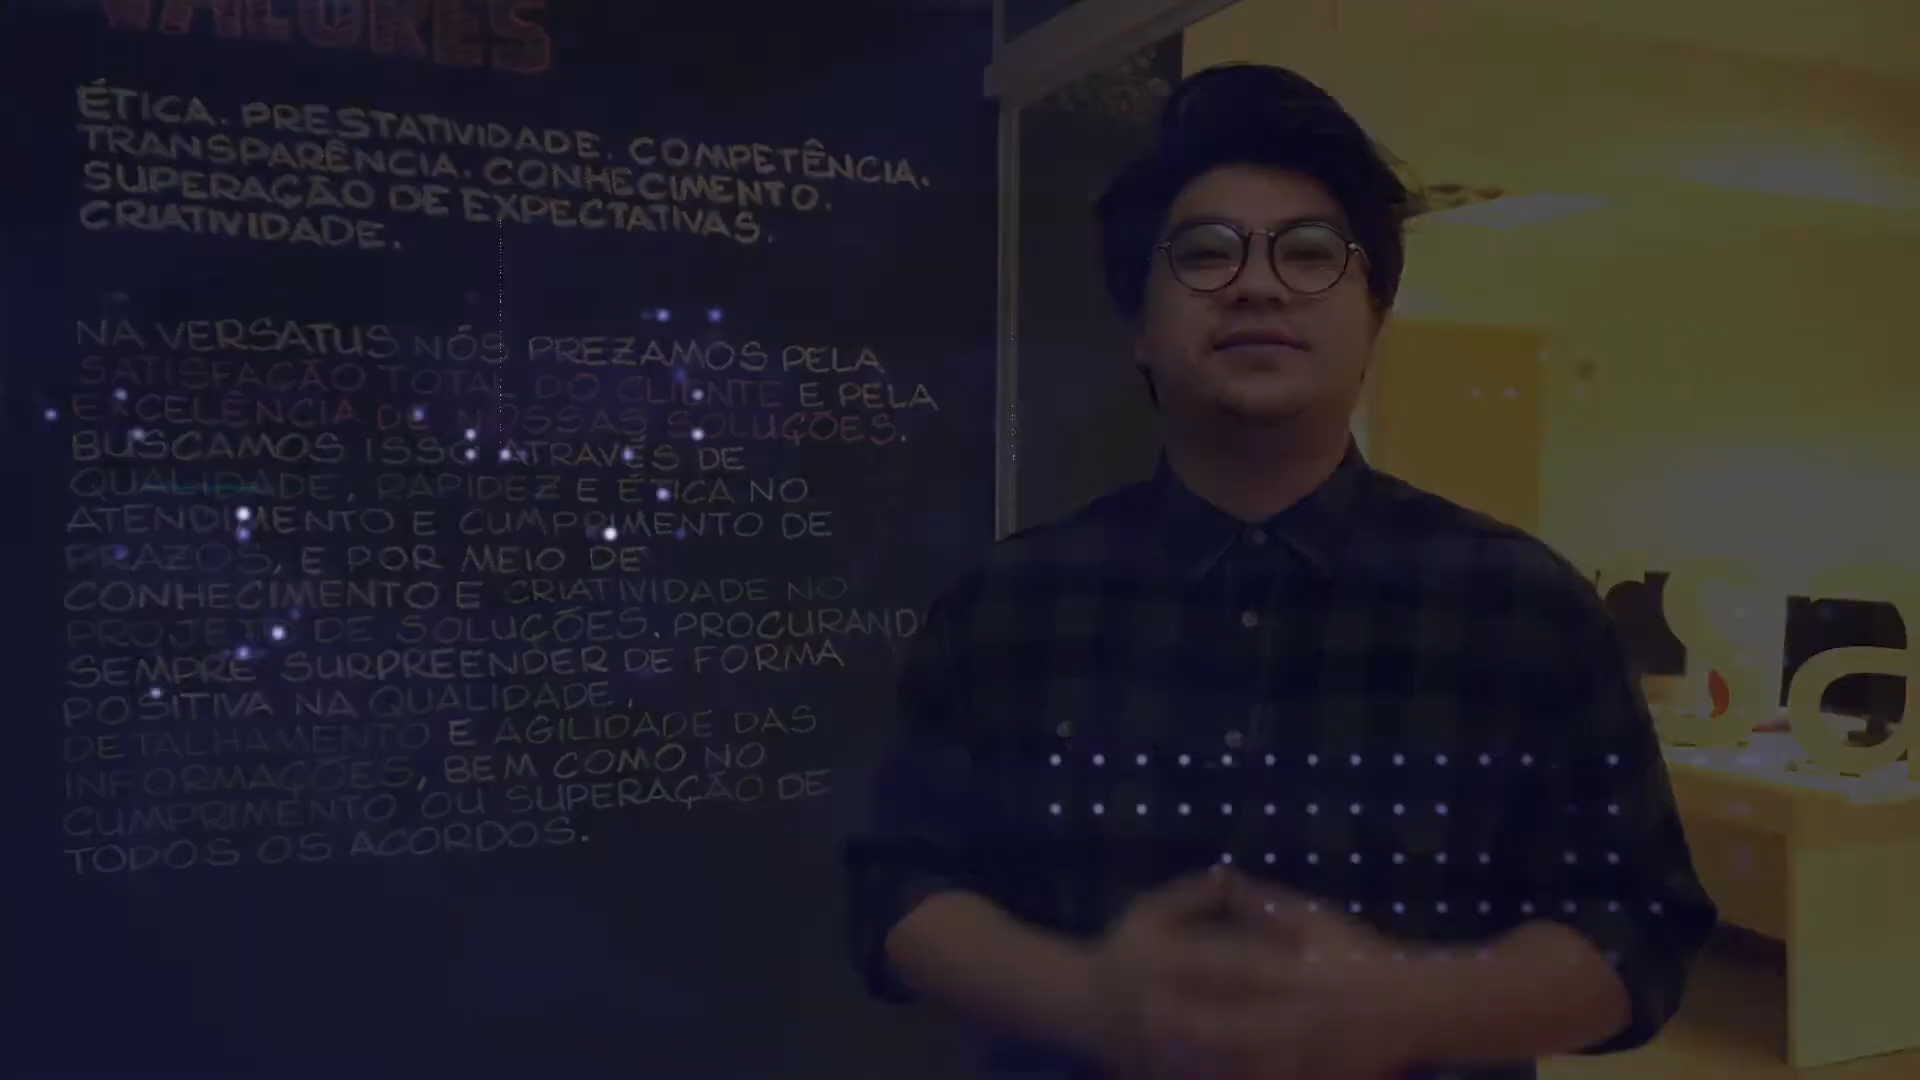 VALORES
ÉTICA. PRESTATIVIDADE. COMPETÊNCIA.
TRANSPARÊNCIA. CONHECIMENTO.
SUPERAÇÃO DE EXPECTATIVAS.
CRIATIVIDADE.
NA VERSATUS NÓS PREZAMOS PELA
SATISFAÇÃO TOTAL DO CLIENTE E PELA
EXCELÊNCIA DE NOSSAS SOLUÇÕES.
BUSCAMOS ISSO ATRAVÉS DE
QUALIDADE, RAPIDEZ E ÉTICA NO
ATENDIMENTO E CUMPRIMENTO DE
PRAZOS, E POR MEIO DE
CONHECIMENTO E CRIATIVIDADE NO
PROJETO DE SOLUÇÕES. PROCURANDO
SEMPRE SURPREENDER DE FORMA
POSITIVA NA QUALIDADE,
DETALHAMENTO E AGILIDADE DAS
INFORMAÇÕES, BEM COMO NO
CUMPRIMENTO OU SUPERAÇÃO DE
TODOS OS ACORDOS.